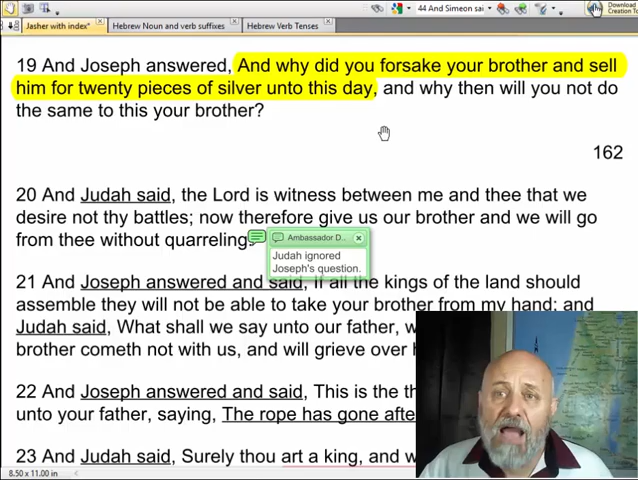 44 And Simeon sai
Download
Creation To
Jasher with index*
Hebrew Noun and verb suffixes
Hebrew Verb Tenses
19 And Joseph answered, And why did you forsake your brother and sell
him for twenty pieces of silver unto this day, and why then will you not do
the same to this your brother?
162
20 And Judah said, the Lord is witness between me and thee that we
desire not thy battles; now therefore give us our brother and we will go
from thee without quarreling.
Ambassador D..
Judah ignored
Joseph's question.
21 And Joseph answered and said, If all the kings of the land should
assemble they will not be able to take your brother from my hand; and
Judah said, What shall we say unto our father,
brother cometh not with us, and will grieve over
22 And Joseph answered and said, This is the
unto your father, saying, The rope has gone afte
23 And Judah said, Surely thou art a king, and
8.50 x 11.00 in